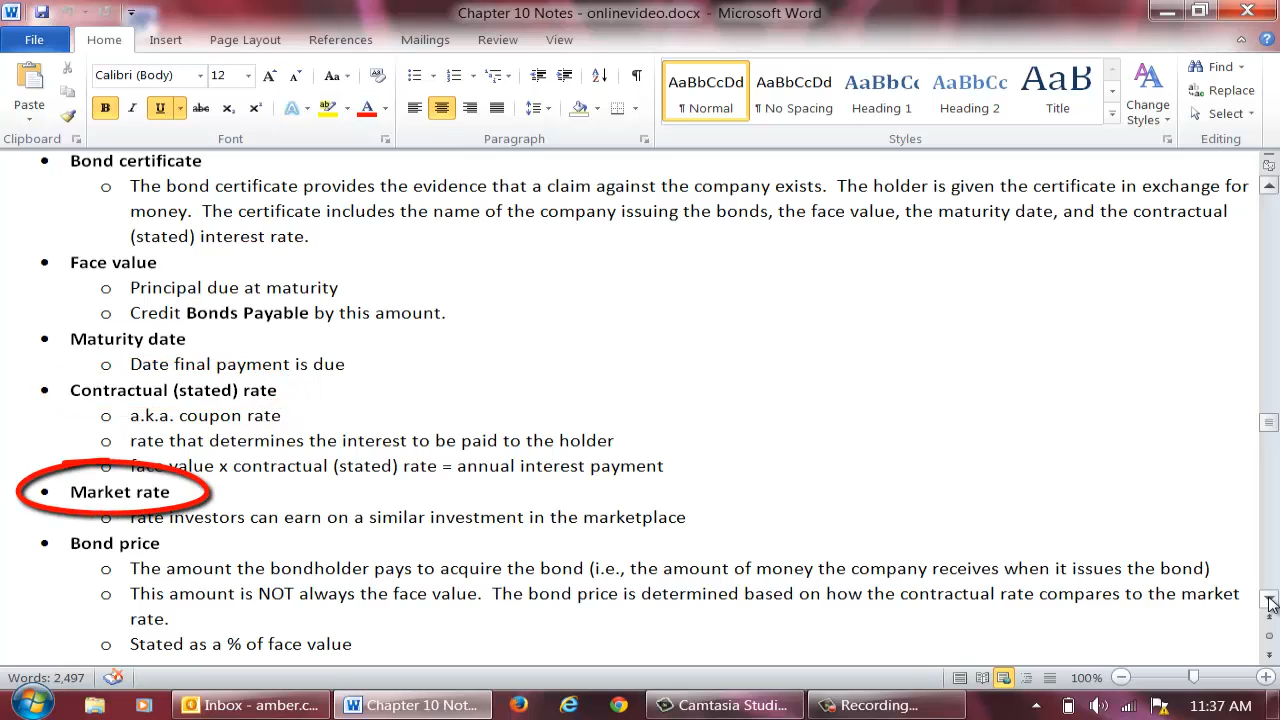 Chapter 10 Notes - onlinevideo.docx - Microsoft Word
File Home Insert Page Layout References Mailings Review View
Calibri (Body) 12 Aa
AaBbCcDd AaBbCcDd AaBbCc AaBbCc AaB
¶ Normal ¶ No Spacing Heading 1 Heading 2 Title
Paste B I U abc x₂ x² A
Change Styles
Find
Replace
Select
Clipboard Font Paragraph Styles Editing
• Bond certificate
o The bond certificate provides the evidence that a claim against the company exists. The holder is given the certificate in exchange for
money. The certificate includes the name of the company issuing the bonds, the face value, the maturity date, and the contractual
(stated) interest rate.
• Face value
o Principal due at maturity
o Credit Bonds Payable by this amount.
• Maturity date
o Date final payment is due
• Contractual (stated) rate
o a.k.a. coupon rate
o rate that determines the interest to be paid to the holder
o face value x contractual (stated) rate = annual interest payment
• Market rate
o rate investors can earn on a similar investment in the marketplace
• Bond price
o The amount the bondholder pays to acquire the bond (i.e., the amount of money the company receives when it issues the bond)
o This amount is NOT always the face value. The bond price is determined based on how the contractual rate compares to the market
rate.
o Stated as a % of face value
Words: 2,497 100%
Inbox - amber.c... Chapter 10 Not... Camtasia Studi... Recording... 11:37 AM